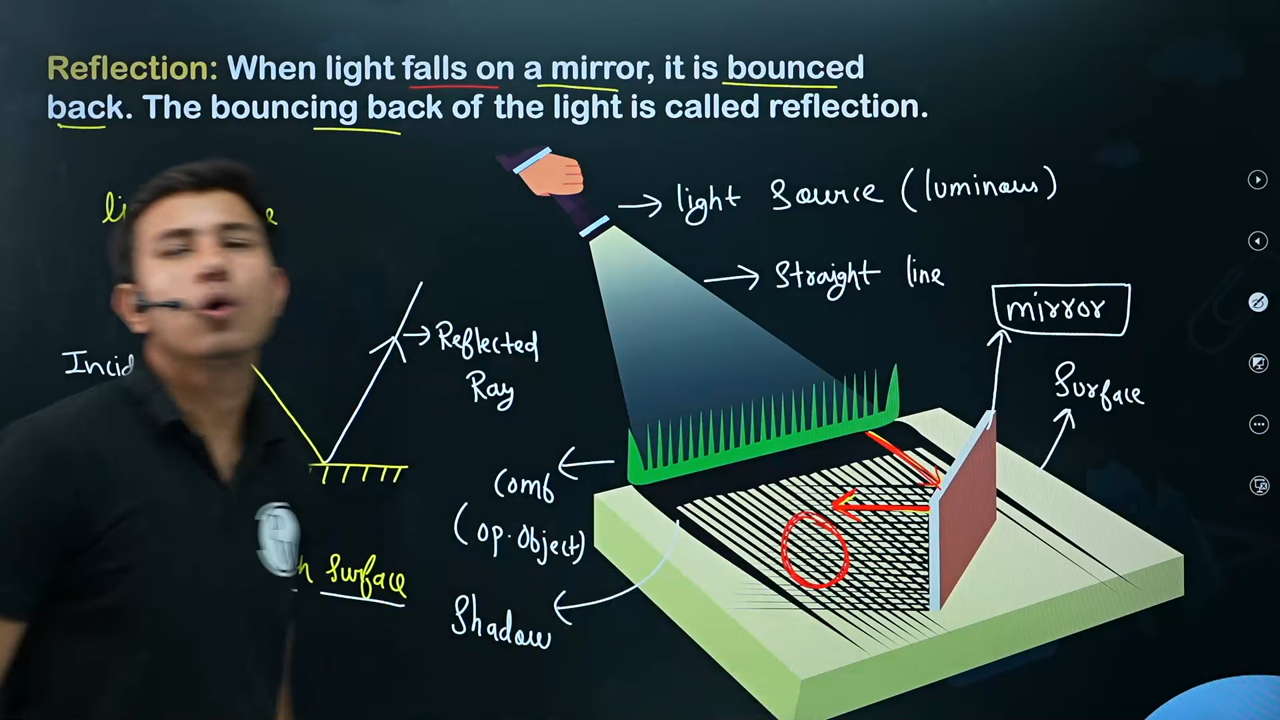 Reflection: When light falls on a mirror, it is bounced
back. The bouncing back of the light is called reflection.
→ light Source (luminous)
→ Straight line
mirror
Surface
→ Reflected
Ray
Comb
(op. Object)
Surface
Shadow